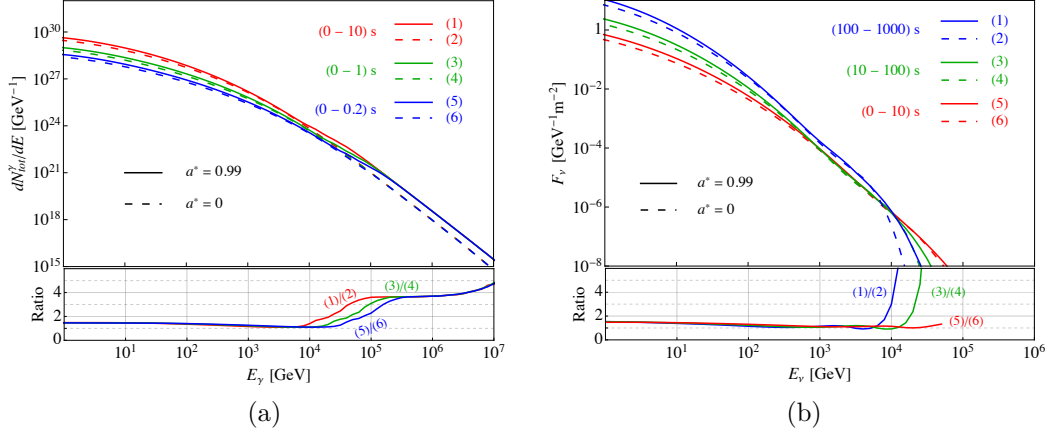 10^30
10^27
10^24
10^21
10^18
10^15
dN^γ_tot/dE [GeV^−1]
(0 – 10) s
(1)
(2)
(0 – 1) s
(3)
(4)
(0 – 0.2) s
(5)
(6)
a* = 0.99
a* = 0
Ratio
4
2
0
(1)/(2)
(3)/(4)
(5)/(6)
10^1 10^2 10^3 10^4 10^5 10^6 10^7
E_γ [GeV]
(a)
1
10^−2
10^−4
10^−6
10^−8
F_ν [GeV^−1m^−2]
(100 – 1000) s
(1)
(2)
(10 – 100) s
(3)
(4)
(0 – 10) s
(5)
(6)
a* = 0.99
a* = 0
Ratio
4
2
0
(1)/(2)
(3)/(4)
(5)/(6)
10^1 10^2 10^3 10^4 10^5 10^6
E_ν [GeV]
(b)